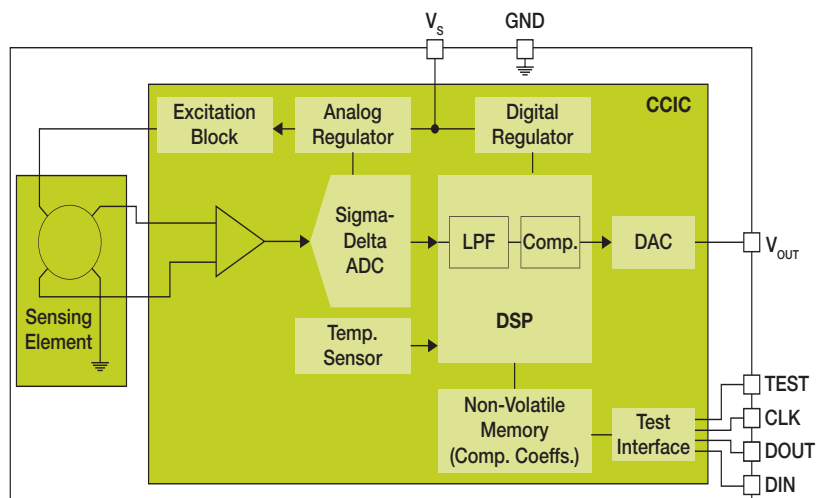 VS
GND
CCIC
Excitation
Block
Analog
Regulator
Digital
Regulator
Sensing
Element
Sigma-
Delta
ADC
LPF
Comp.
DSP
DAC
VOUT
Temp.
Sensor
Non-Volatile
Memory
(Comp. Coeffs.)
Test
Interface
TEST
CLK
DOUT
DIN